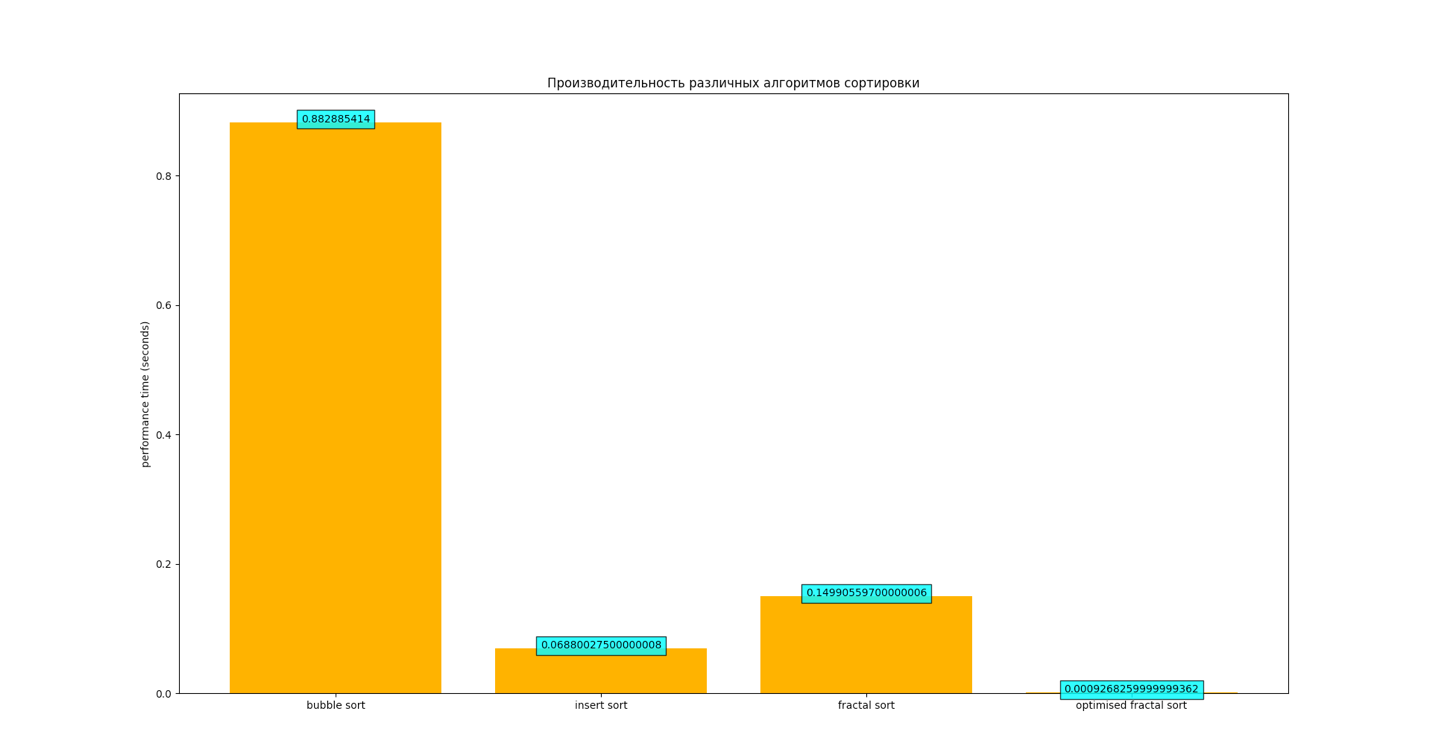 Производительность различных алгоритмов сортировки
performance time (seconds)
0.8
0.6
0.4
0.2
0.0
0.882885414
0.06880027500000008
0.14990559700000006
0.0009268259999999362
bubble sort
insert sort
fractal sort
optimised fractal sort